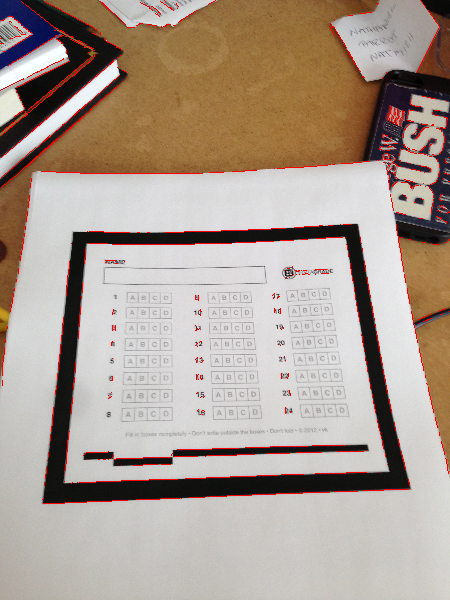 W.
BUSH
FOR
1 A B C D 9 A B C D 17 A B C D
2 A B C D 10 A B C D 18 A B C D
3 A B C D 11 A B C D 19 A B C D
4 A B C D 12 A B C D 20 A B C D
5 A B C D 13 A B C D 21 A B C D
6 A B C D 14 A B C D 22 A B C D
7 A B C D 15 A B C D 23 A B C D
8 A B C D 16 A B C D 24 A B C D
Fill in boxes completely • Don't write outside the boxes • Don't fold • © 2012